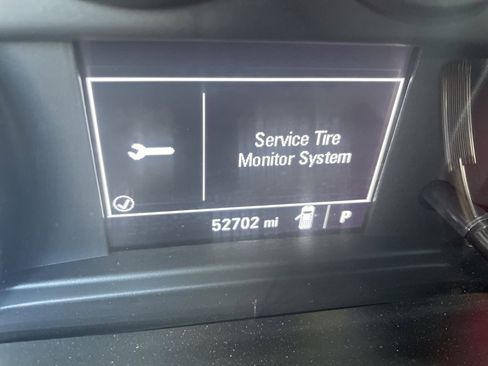 Service Tire
Monitor System
52702 mi
P